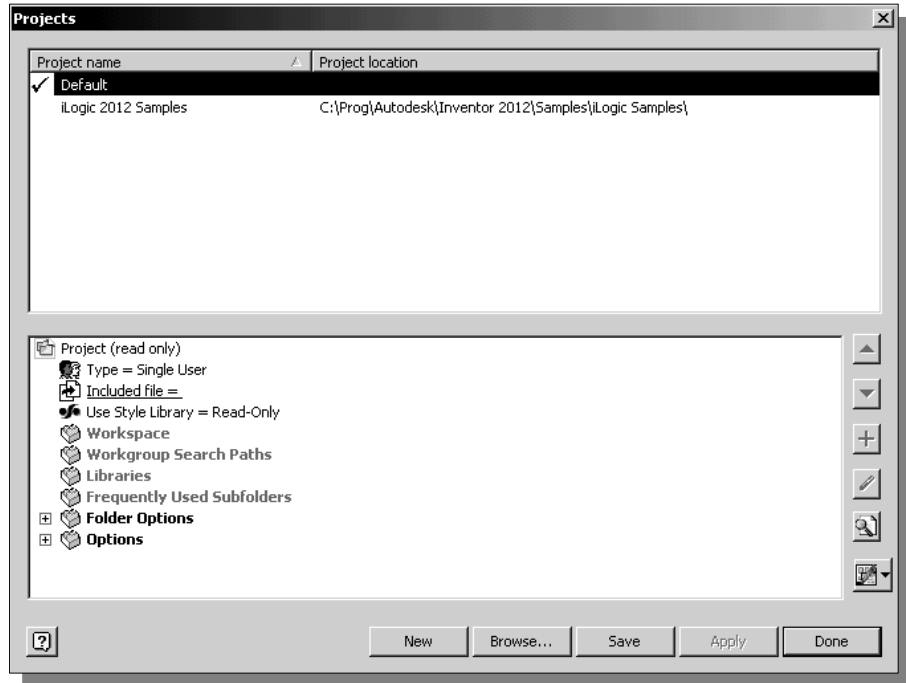 Projects
Project name Project location
Default
iLogic 2012 Samples C:\Prog\Autodesk\Inventor 2012\Samples\iLogic Samples\
Project (read only)
Type = Single User
Included file =
Use Style Library = Read-Only
Workspace
Workgroup Search Paths
Libraries
Frequently Used Subfolders
Folder Options
Options
New Browse... Save Apply Done